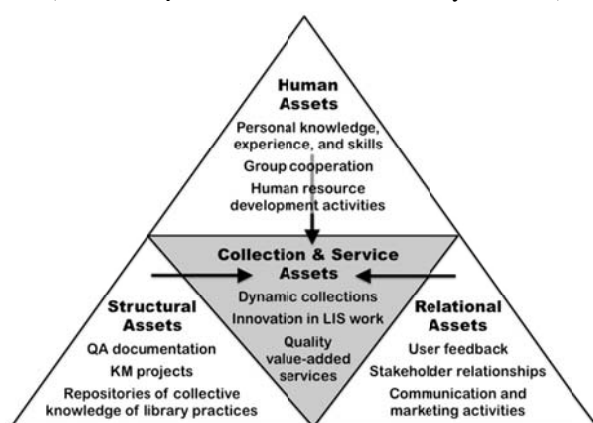 Human
Assets
Personal knowledge,
experience, and skills
Group cooperation
Human resource
development activities
Collection & Service
Assets
Dynamic collections
Innovation in LIS work
Quality
value-added
services
Structural
Assets
QA documentation
KM projects
Repositories of collective
knowledge of library practices
Relational
Assets
User feedback
Stakeholder relationships
Communication and
marketing activities